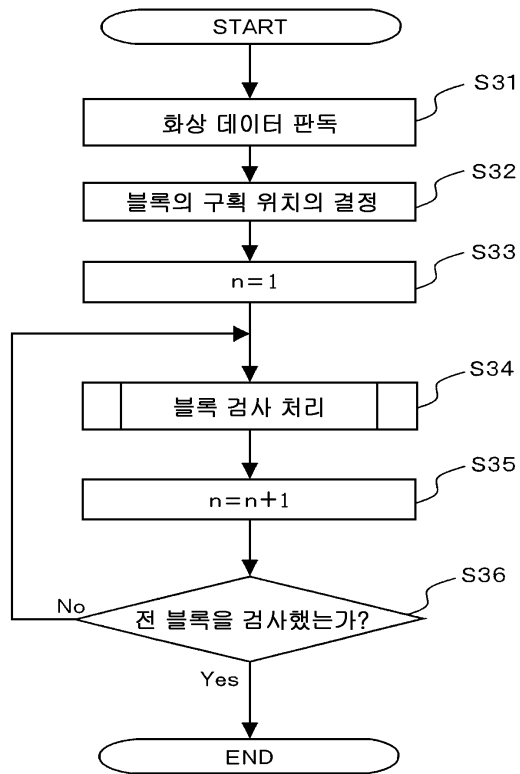 START
S31
화상 데이터 판독
S32
블록의 구획 위치의 결정
S33
n=1
S34
블록 검사 처리
S35
n=n+1
S36
No
전 블록을 검사했는가?
Yes
END